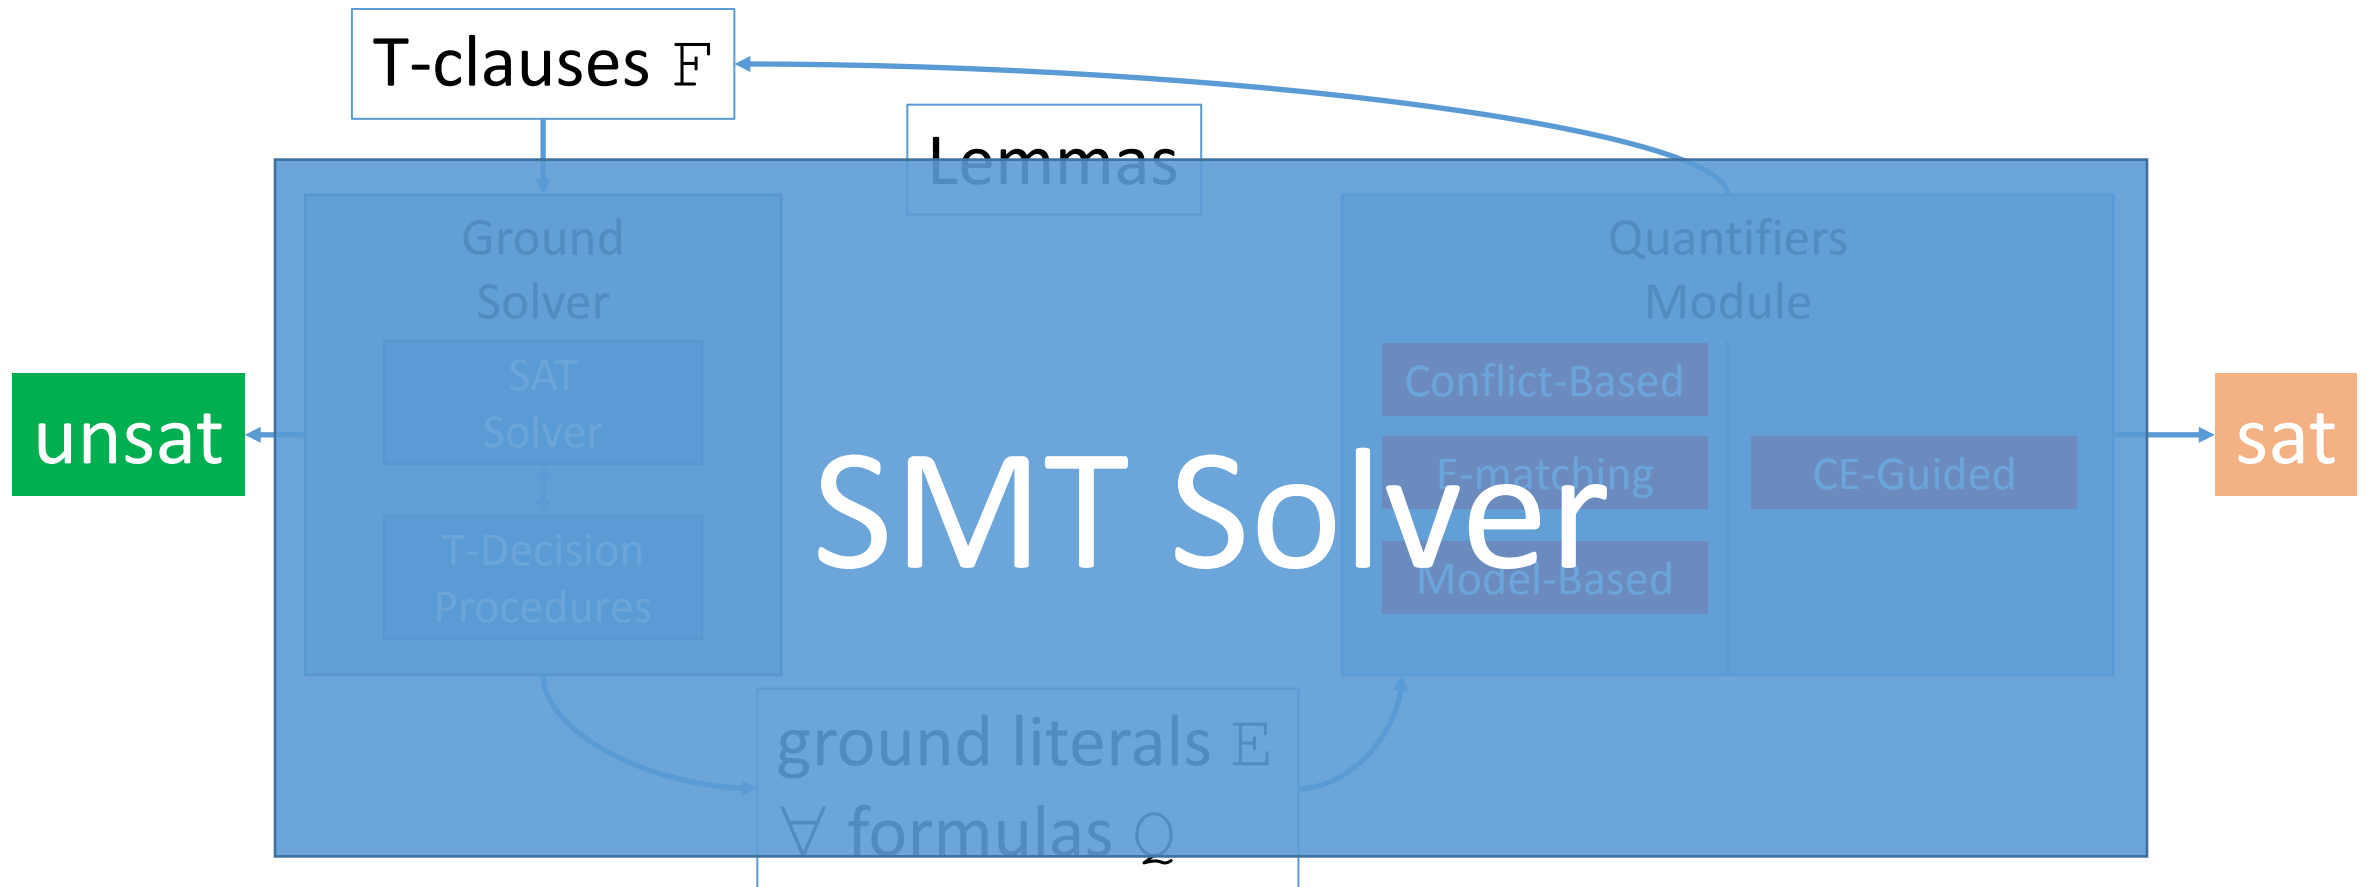 T-clauses F
Lemmas
Ground
Solver
Quantifiers
Module
SAT
Solver
Conflict-Based
unsat
sat
SMT Solver
E-matching
CE-Guided
T-Decision
Procedures
Model-Based
ground literals E
∀ formulas Q